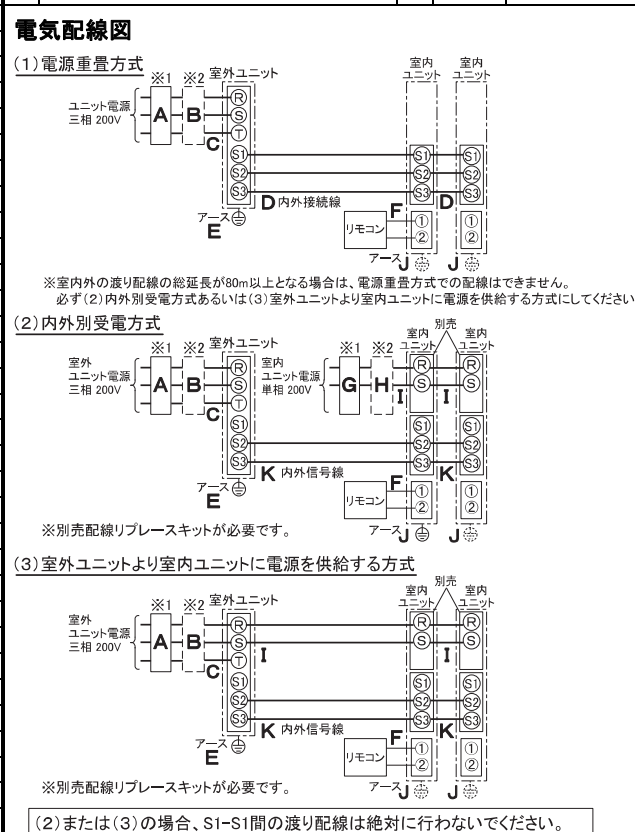 電気配線図
(1)電源重畳方式
※1 ※2 室外ユニット 室内ユニット 室内ユニット
ユニット電源
三相 200V
A B C
R
S
T
S1 S1 S1
S2 S2 S2
S3 S3 S3
D 内外接続線 F D
リモコン ① ①
② ②
アース E
アース J J
※室内外の渡り配線の総延長が80m以上となる場合は、電源重畳方式での配線はできません。
必ず(2)内外別受電方式あるいは(3)室外ユニットより室内ユニットに電源を供給する方式にしてください
(2)内外別受電方式
別売
※1 ※2 室外ユニット ※1 ※2 室内ユニット 室内ユニット
室外
ユニット電源
三相 200V
A B C
室内
ユニット電源
単相 200V
G H I I
R R R
S S S
T
S1 S1 S1
S2 S2 S2
S3 S3 S3
K 内外信号線 F K
リモコン ① ①
② ②
アース E
アース J J
※別売配線リプレースキットが必要です。
(3)室外ユニットより室内ユニットに電源を供給する方式
別売
※1 ※2 室外ユニット 室内ユニット 室内ユニット
室外
ユニット電源
三相 200V
A B C I I
R R R
S S S
T
S1 S1 S1
S2 S2 S2
S3 S3 S3
K 内外信号線 F K
リモコン ① ①
② ②
アース E
アース J J
※別売配線リプレースキットが必要です。
(2)または(3)の場合、S1-S1間の渡り配線は絶対に行わないでください。